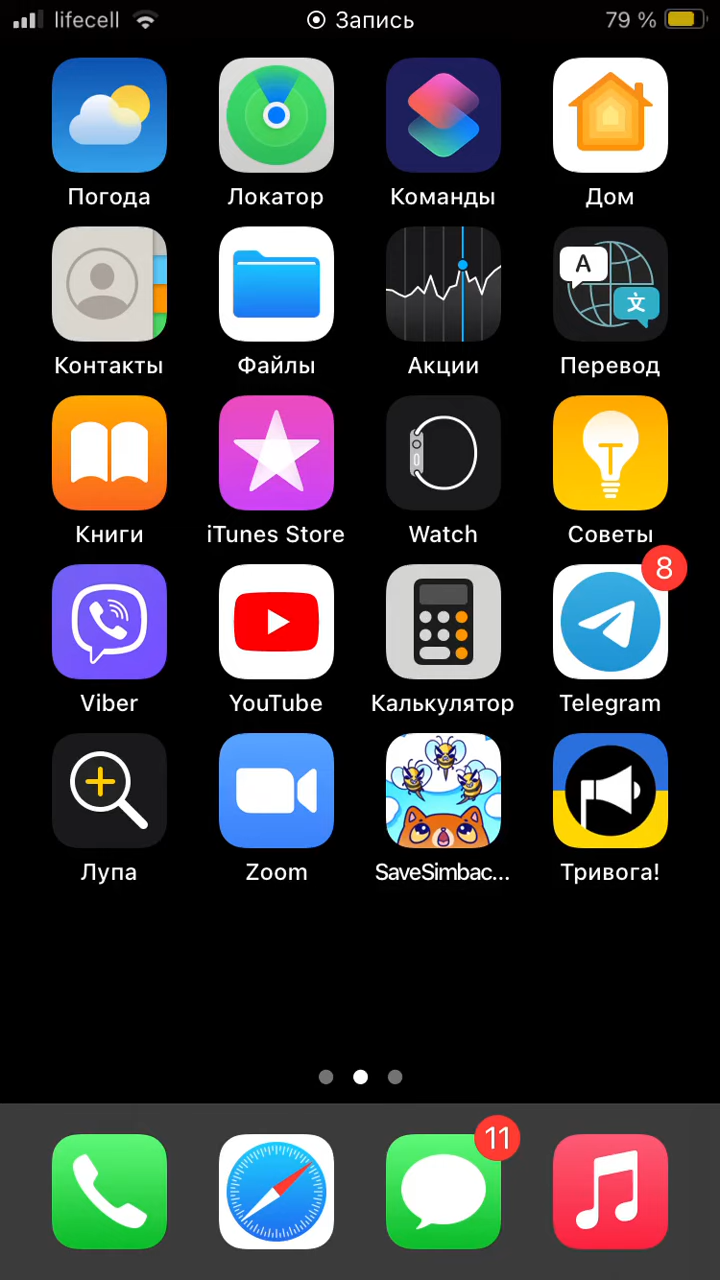 lifecell Запись 79 %
Погода Локатор Команды Дом
A 文
Контакты Файлы Акции Перевод
Книги iTunes Store Watch Советы
8
Viber YouTube Калькулятор Telegram
Лупа Zoom SaveSimbac... Тривога!
11